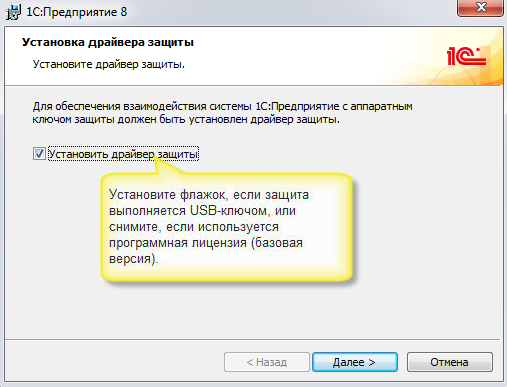 1С:Предприятие 8
Установка драйвера защиты
Установите драйвер защиты.
1С
Для обеспечения взаимодействия системы 1С:Предприятие с аппаратным
ключом защиты должен быть установлен драйвер защиты.
Установить драйвер защиты
Установите флажок, если защита
выполняется USB-ключом, или
снимите, если используется
программная лицензия (базовая
версия).
< Назад
Далее >
Отмена